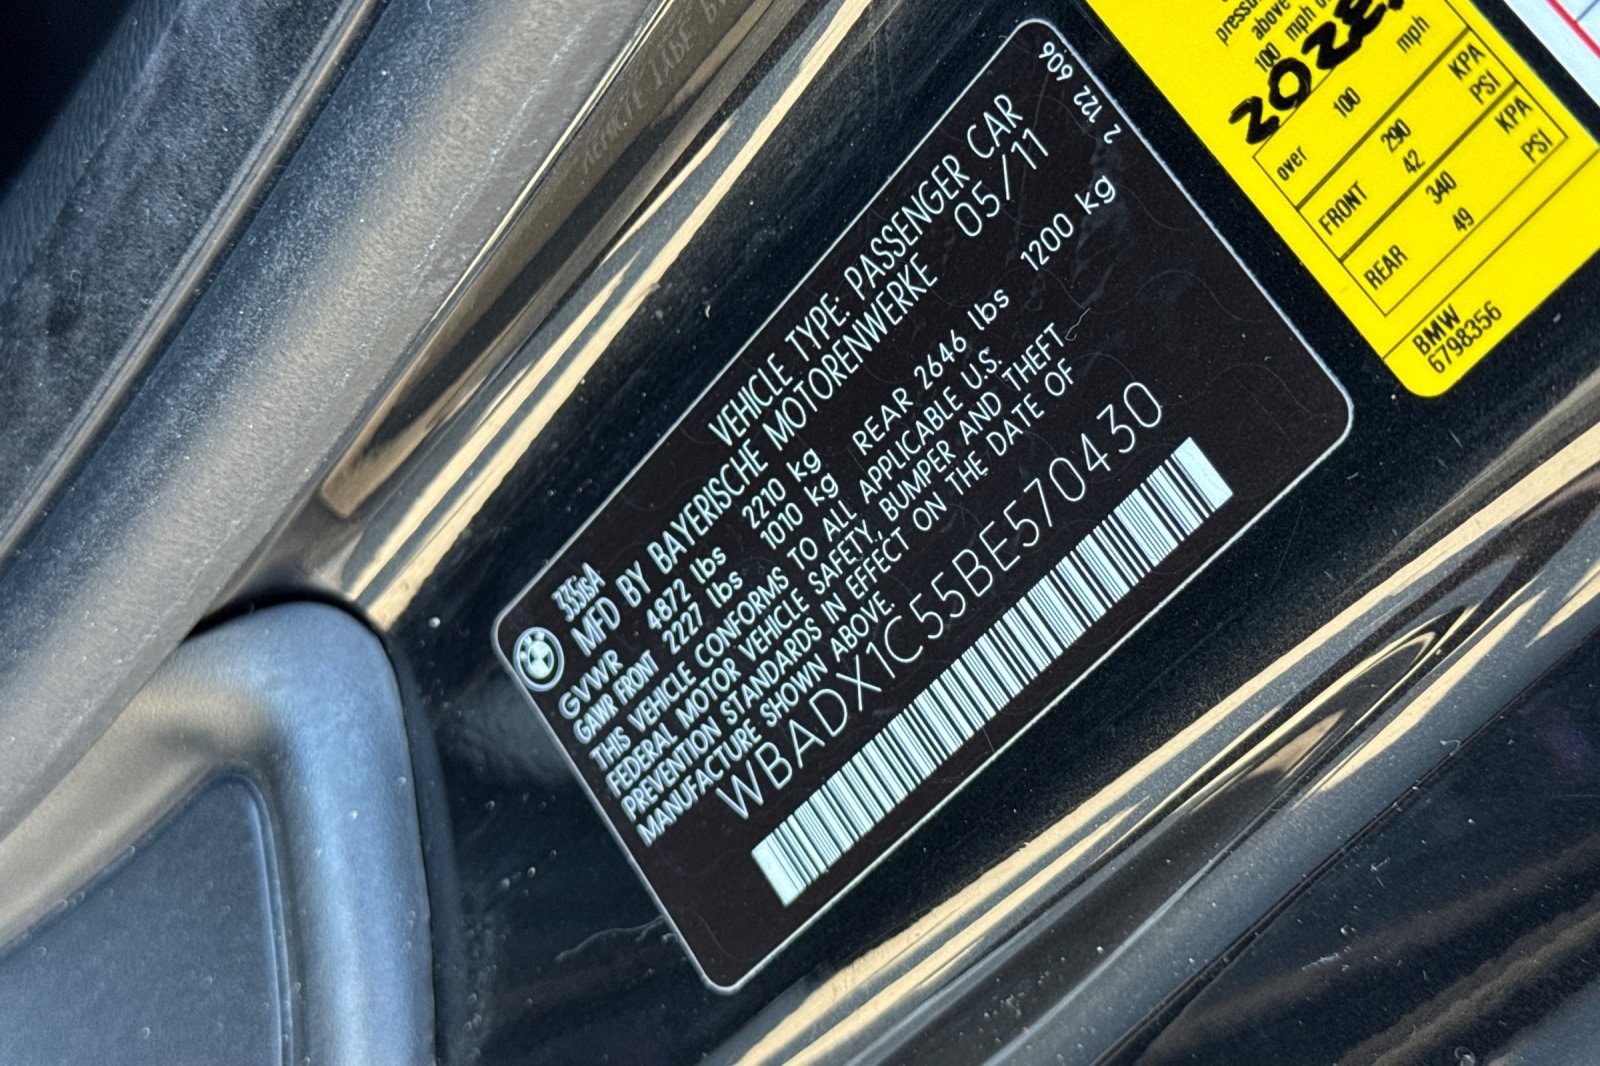 2 122 606
VEHICLE TYPE: PASSENGER CAR
335isA
MFD BY BAYERISCHE MOTORENWERKE 05/11
GVWR 4872 lbs 2210 kg
GAWR FRONT 2227 lbs 1010 kg REAR 2646 lbs 1200 kg
THIS VEHICLE CONFORMS TO ALL APPLICABLE U.S.
FEDERAL MOTOR VEHICLE SAFETY, BUMPER AND THEFT
PREVENTION STANDARDS IN EFFECT ON THE DATE OF
MANUFACTURE SHOWN ABOVE.
WBADX1C55BE570430
above
100 mph
mph
over 100
FRONT 290 KPA
42 PSI
REAR 340 KPA
49 PSI
BMW
6798356